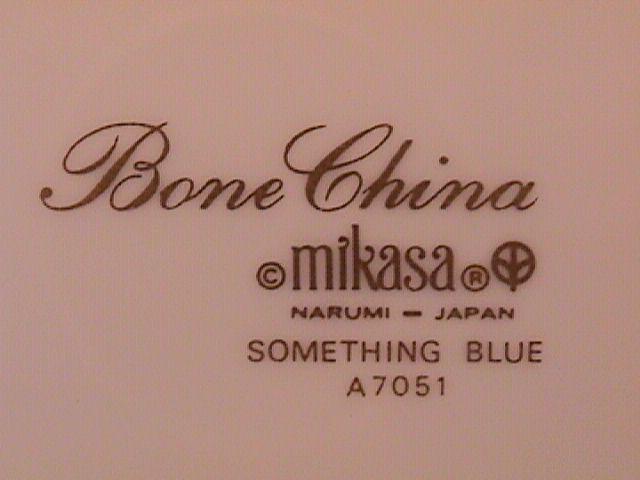 Bone China
© mikasa ®
NARUMI - JAPAN
SOMETHING BLUE
A7051